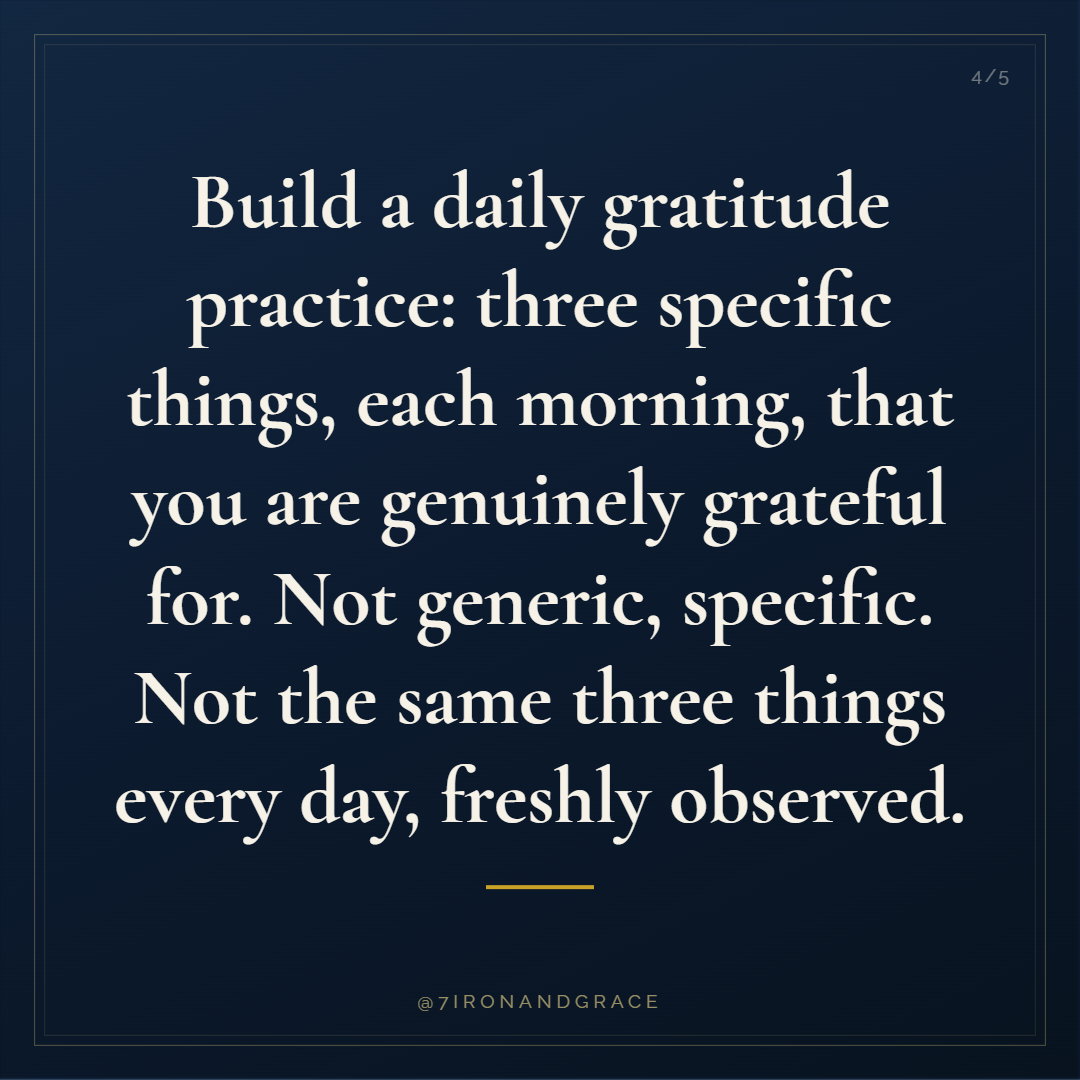 4/5
Build a daily gratitude
practice: three specific
things, each morning, that
you are genuinely grateful
for. Not generic, specific.
Not the same three things
every day, freshly observed.
@7IRONANDGRACE